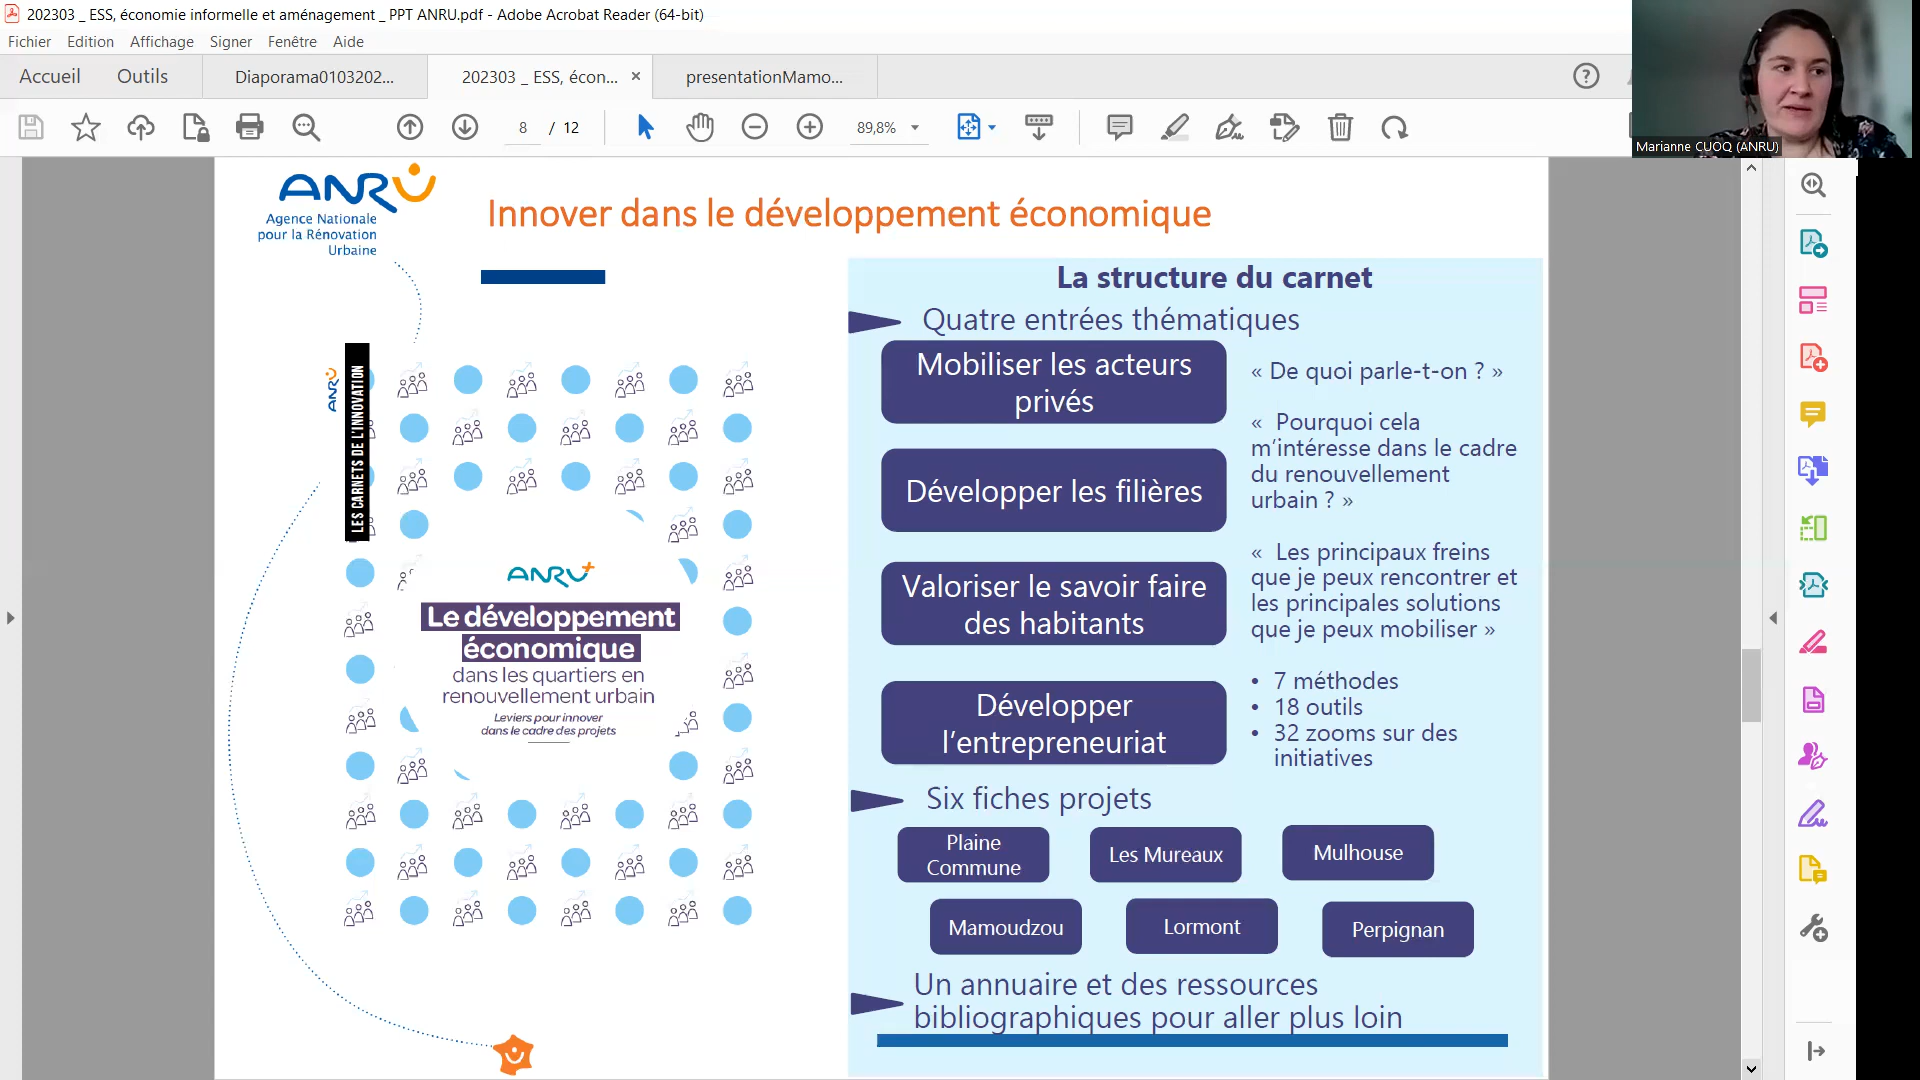 202303 _ ESS, économie informelle et aménagement _ PPT ANRU.pdf - Adobe Acrobat Reader (64-bit)
Fichier Edition Affichage Signer Fenêtre Aide
Accueil Outils Diaporama0103202... 202303 _ ESS, écon... × presentationMamo...
8 / 12 89,8%
Marianne CUOQ (ANRU)
ANRU
Agence Nationale
pour la Rénovation
Urbaine
Innover dans le développement économique
ANRU
LES CARNETS DE L'INNOVATION
ANRU+
Le développement
économique
dans les quartiers en
renouvellement urbain
Leviers pour innover
dans le cadre des projets
La structure du carnet
Quatre entrées thématiques
Mobiliser les acteurs
privés
Développer les filières
Valoriser le savoir faire
des habitants
Développer
l’entrepreneuriat
« De quoi parle-t-on ? »
« Pourquoi cela
m’intéresse dans le cadre
du renouvellement
urbain ? »
« Les principaux freins
que je peux rencontrer et
les principales solutions
que je peux mobiliser »
• 7 méthodes
• 18 outils
• 32 zooms sur des
initiatives
Six fiches projets
Plaine
Commune
Les Mureaux
Mulhouse
Mamoudzou
Lormont
Perpignan
Un annuaire et des ressources
bibliographiques pour aller plus loin